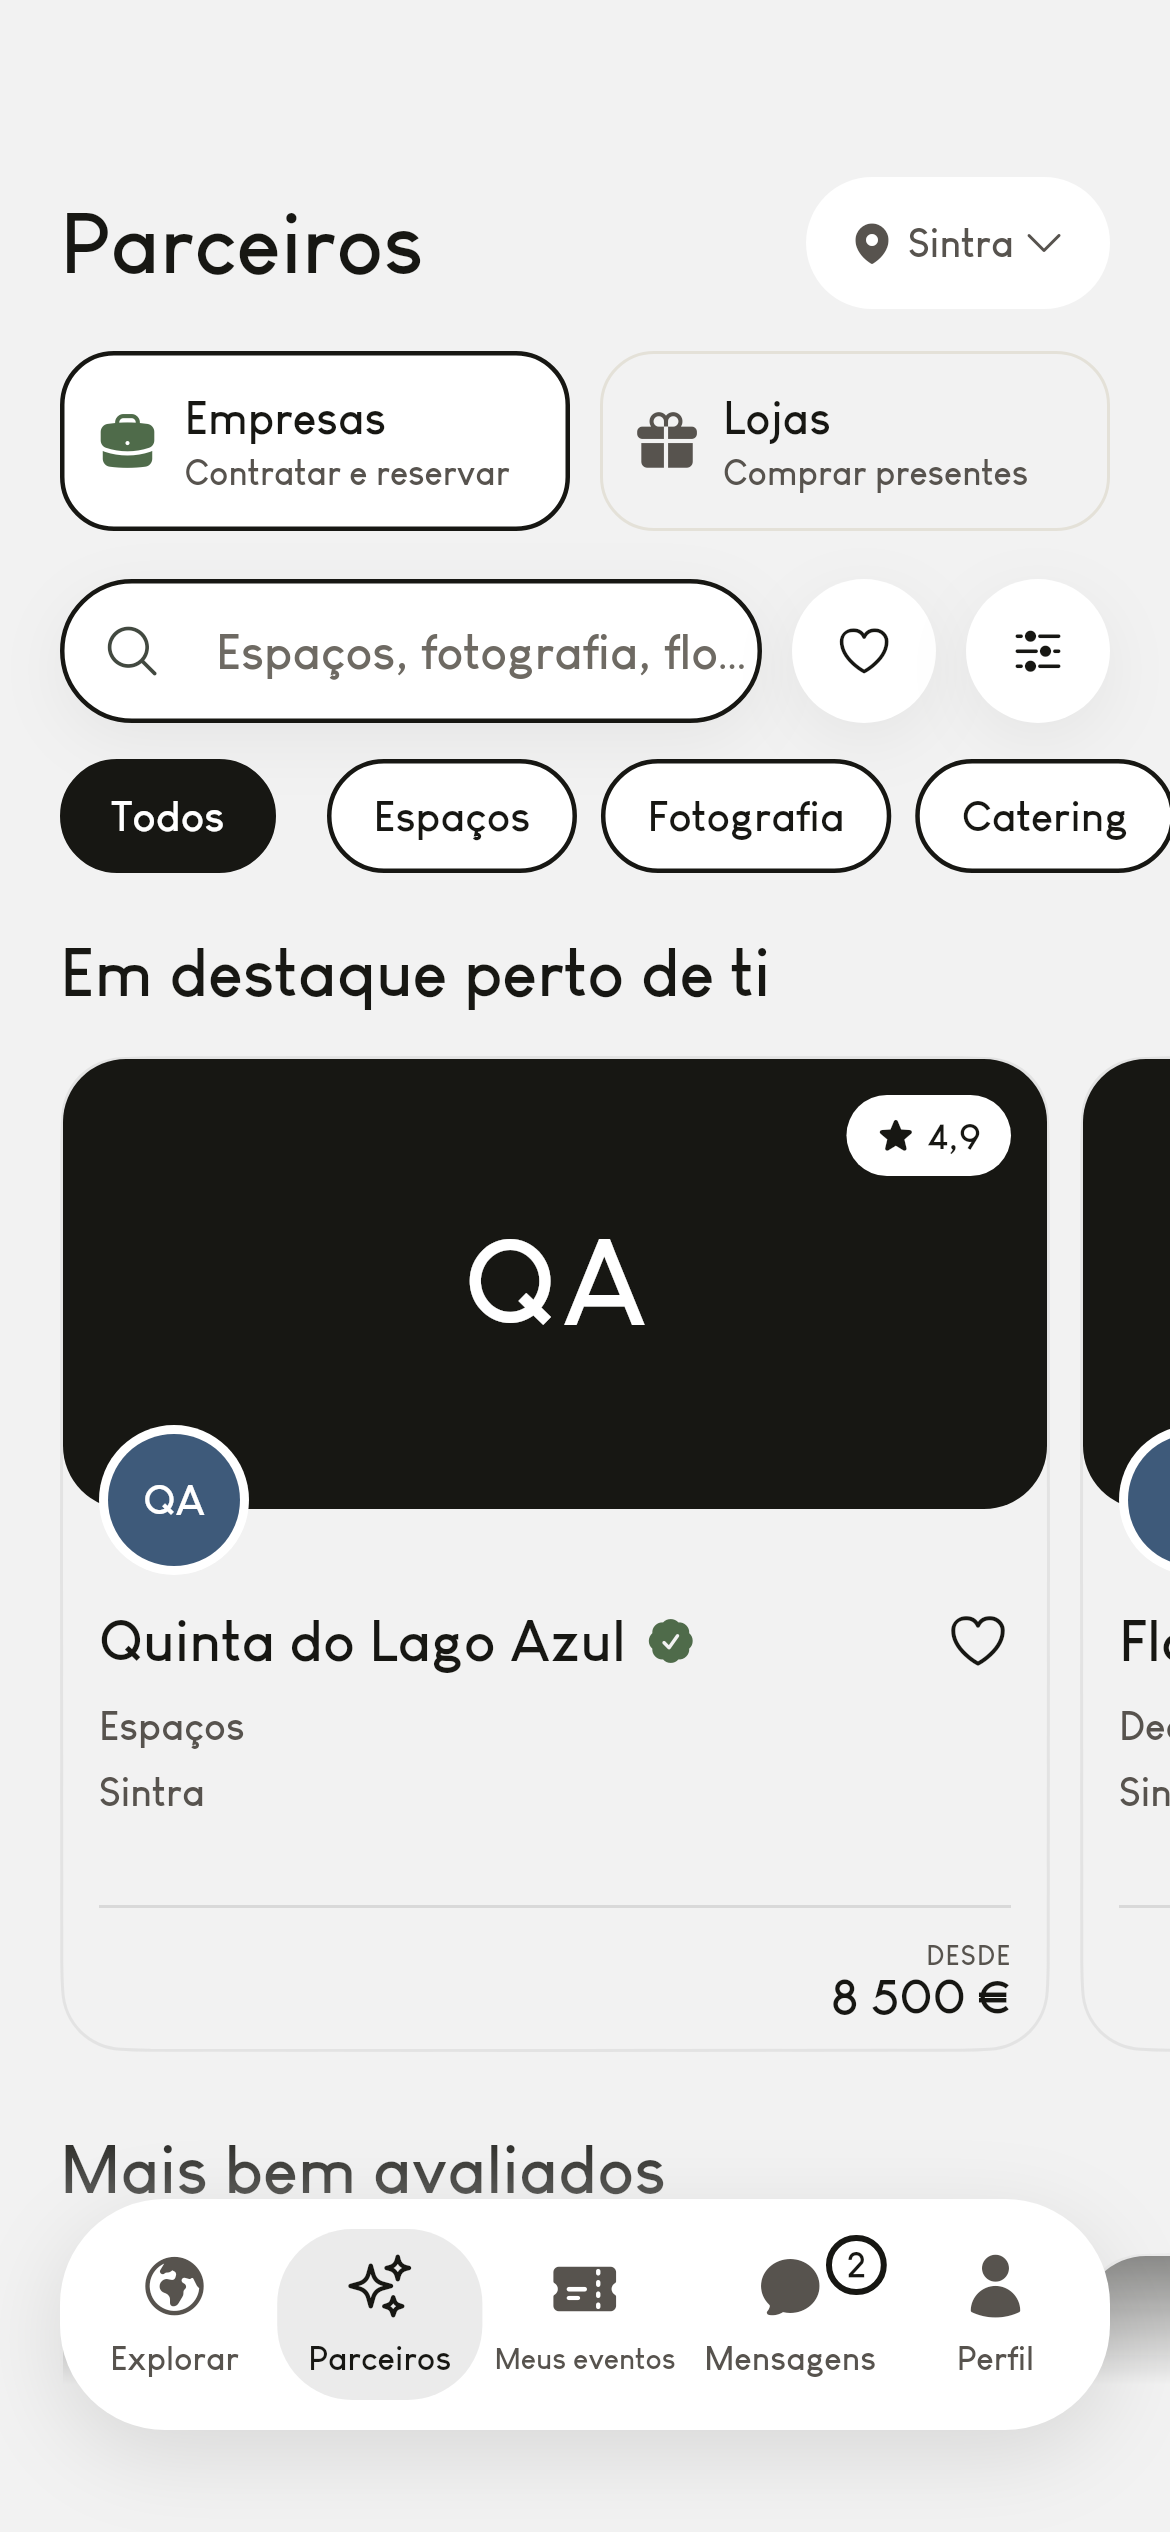 Parceiros
Sintra
Empresas
Contratar e reservar
Lojas
Comprar presentes
Espaços, fotografia, flo...
Todos
Espaços
Fotografia
Catering
Em destaque perto de ti
4,9
QA
QA
Quinta do Lago Azul
Espaços
Sintra
DESDE
8 500 €
Mais bem avaliados
2
Explorar
Parceiros
Meus eventos
Mensagens
Perfil